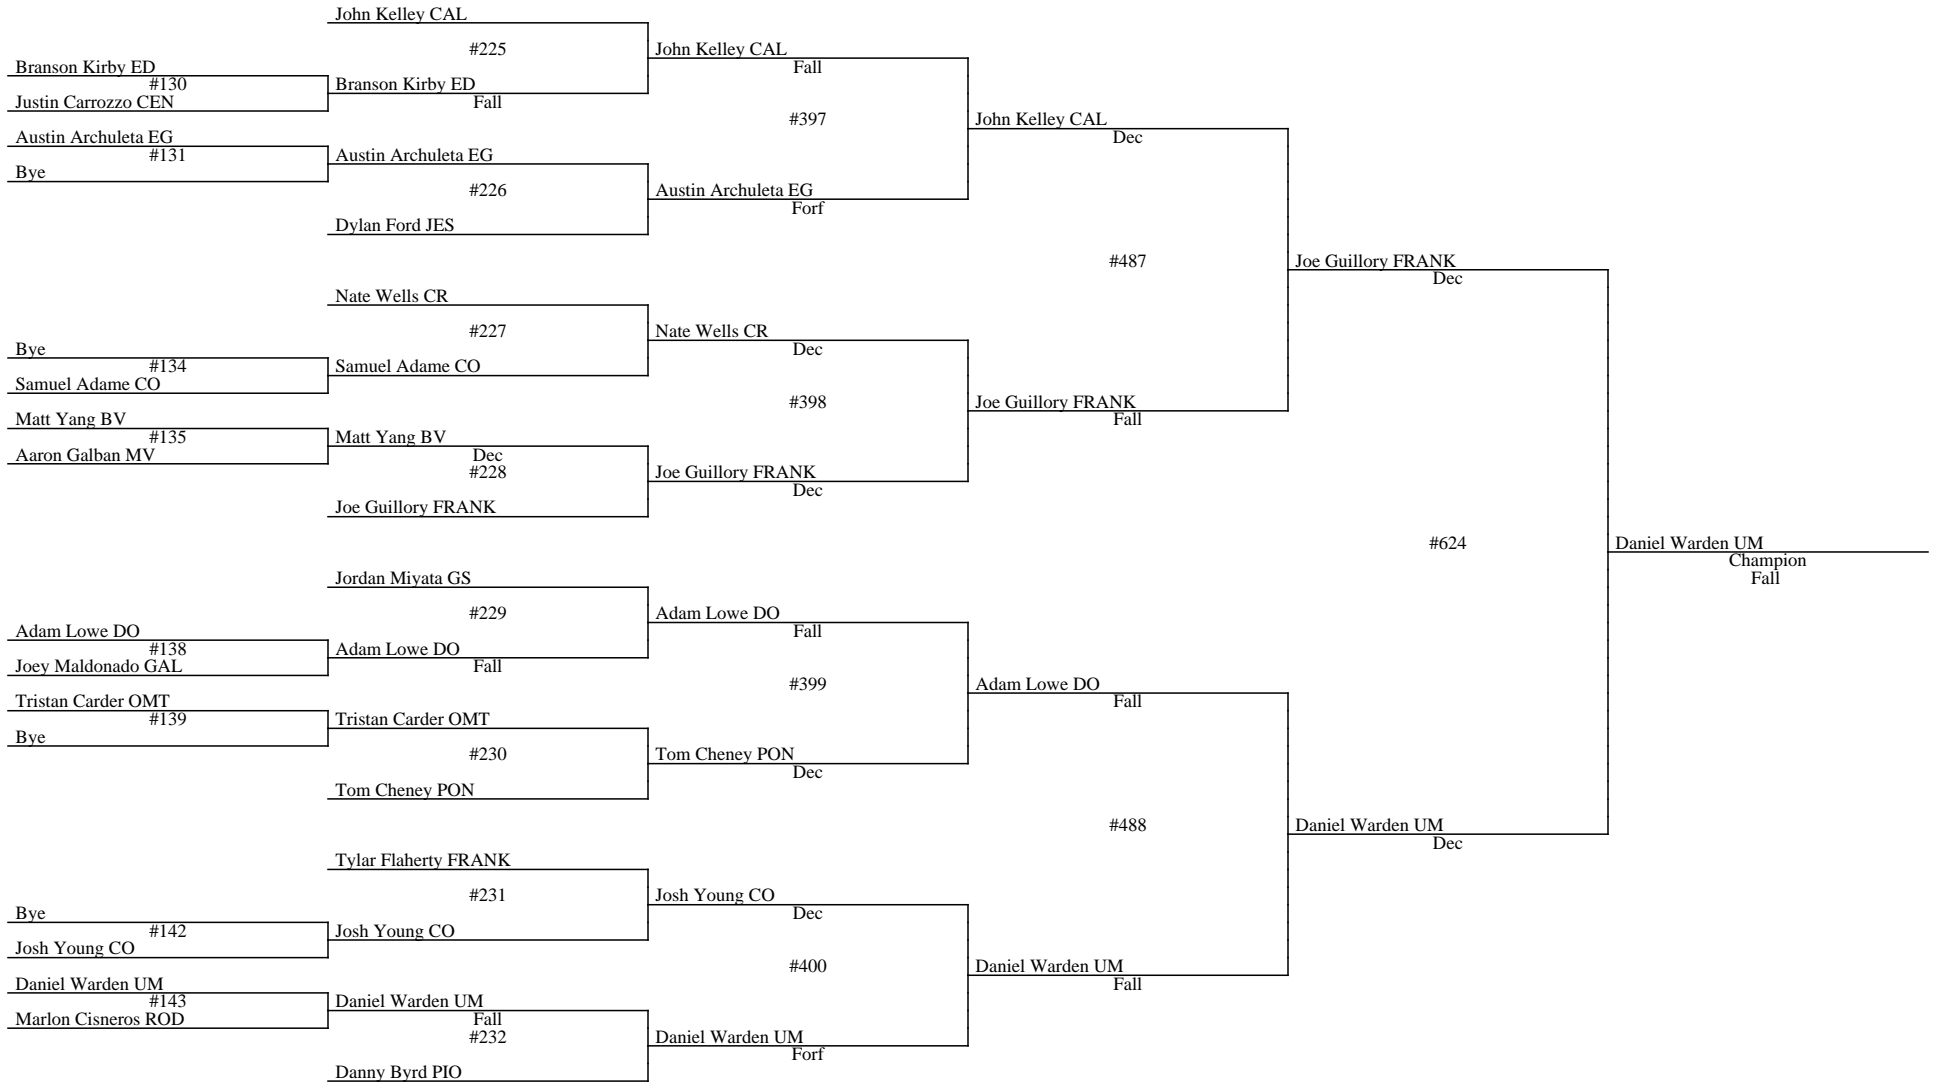 John Kelley CAL
#225
John Kelley CAL
Fall
Branson Kirby ED
#130
Justin Carrozzo CEN
Branson Kirby ED
Fall
#397
John Kelley CAL
Dec
Austin Archuleta EG
#131
Bye
Austin Archuleta EG
#226
Austin Archuleta EG
Forf
Dylan Ford JES
#487
Joe Guillory FRANK
Dec
Nate Wells CR
#227
Nate Wells CR
Dec
Bye
#134
Samuel Adame CO
Samuel Adame CO
#398
Joe Guillory FRANK
Fall
Matt Yang BV
#135
Aaron Galban MV
Matt Yang BV
Dec
#228
Joe Guillory FRANK
Dec
Joe Guillory FRANK
#624
Daniel Warden UM
Champion
Fall
Jordan Miyata GS
#229
Adam Lowe DO
Fall
Adam Lowe DO
#138
Joey Maldonado GAL
Adam Lowe DO
Fall
#399
Adam Lowe DO
Fall
Tristan Carder OMT
#139
Bye
Tristan Carder OMT
#230
Tom Cheney PON
Dec
Tom Cheney PON
#488
Daniel Warden UM
Dec
Tylar Flaherty FRANK
#231
Josh Young CO
Dec
Bye
#142
Josh Young CO
Josh Young CO
#400
Daniel Warden UM
Fall
Daniel Warden UM
#143
Marlon Cisneros ROD
Daniel Warden UM
Fall
#232
Daniel Warden UM
Forf
Danny Byrd PIO